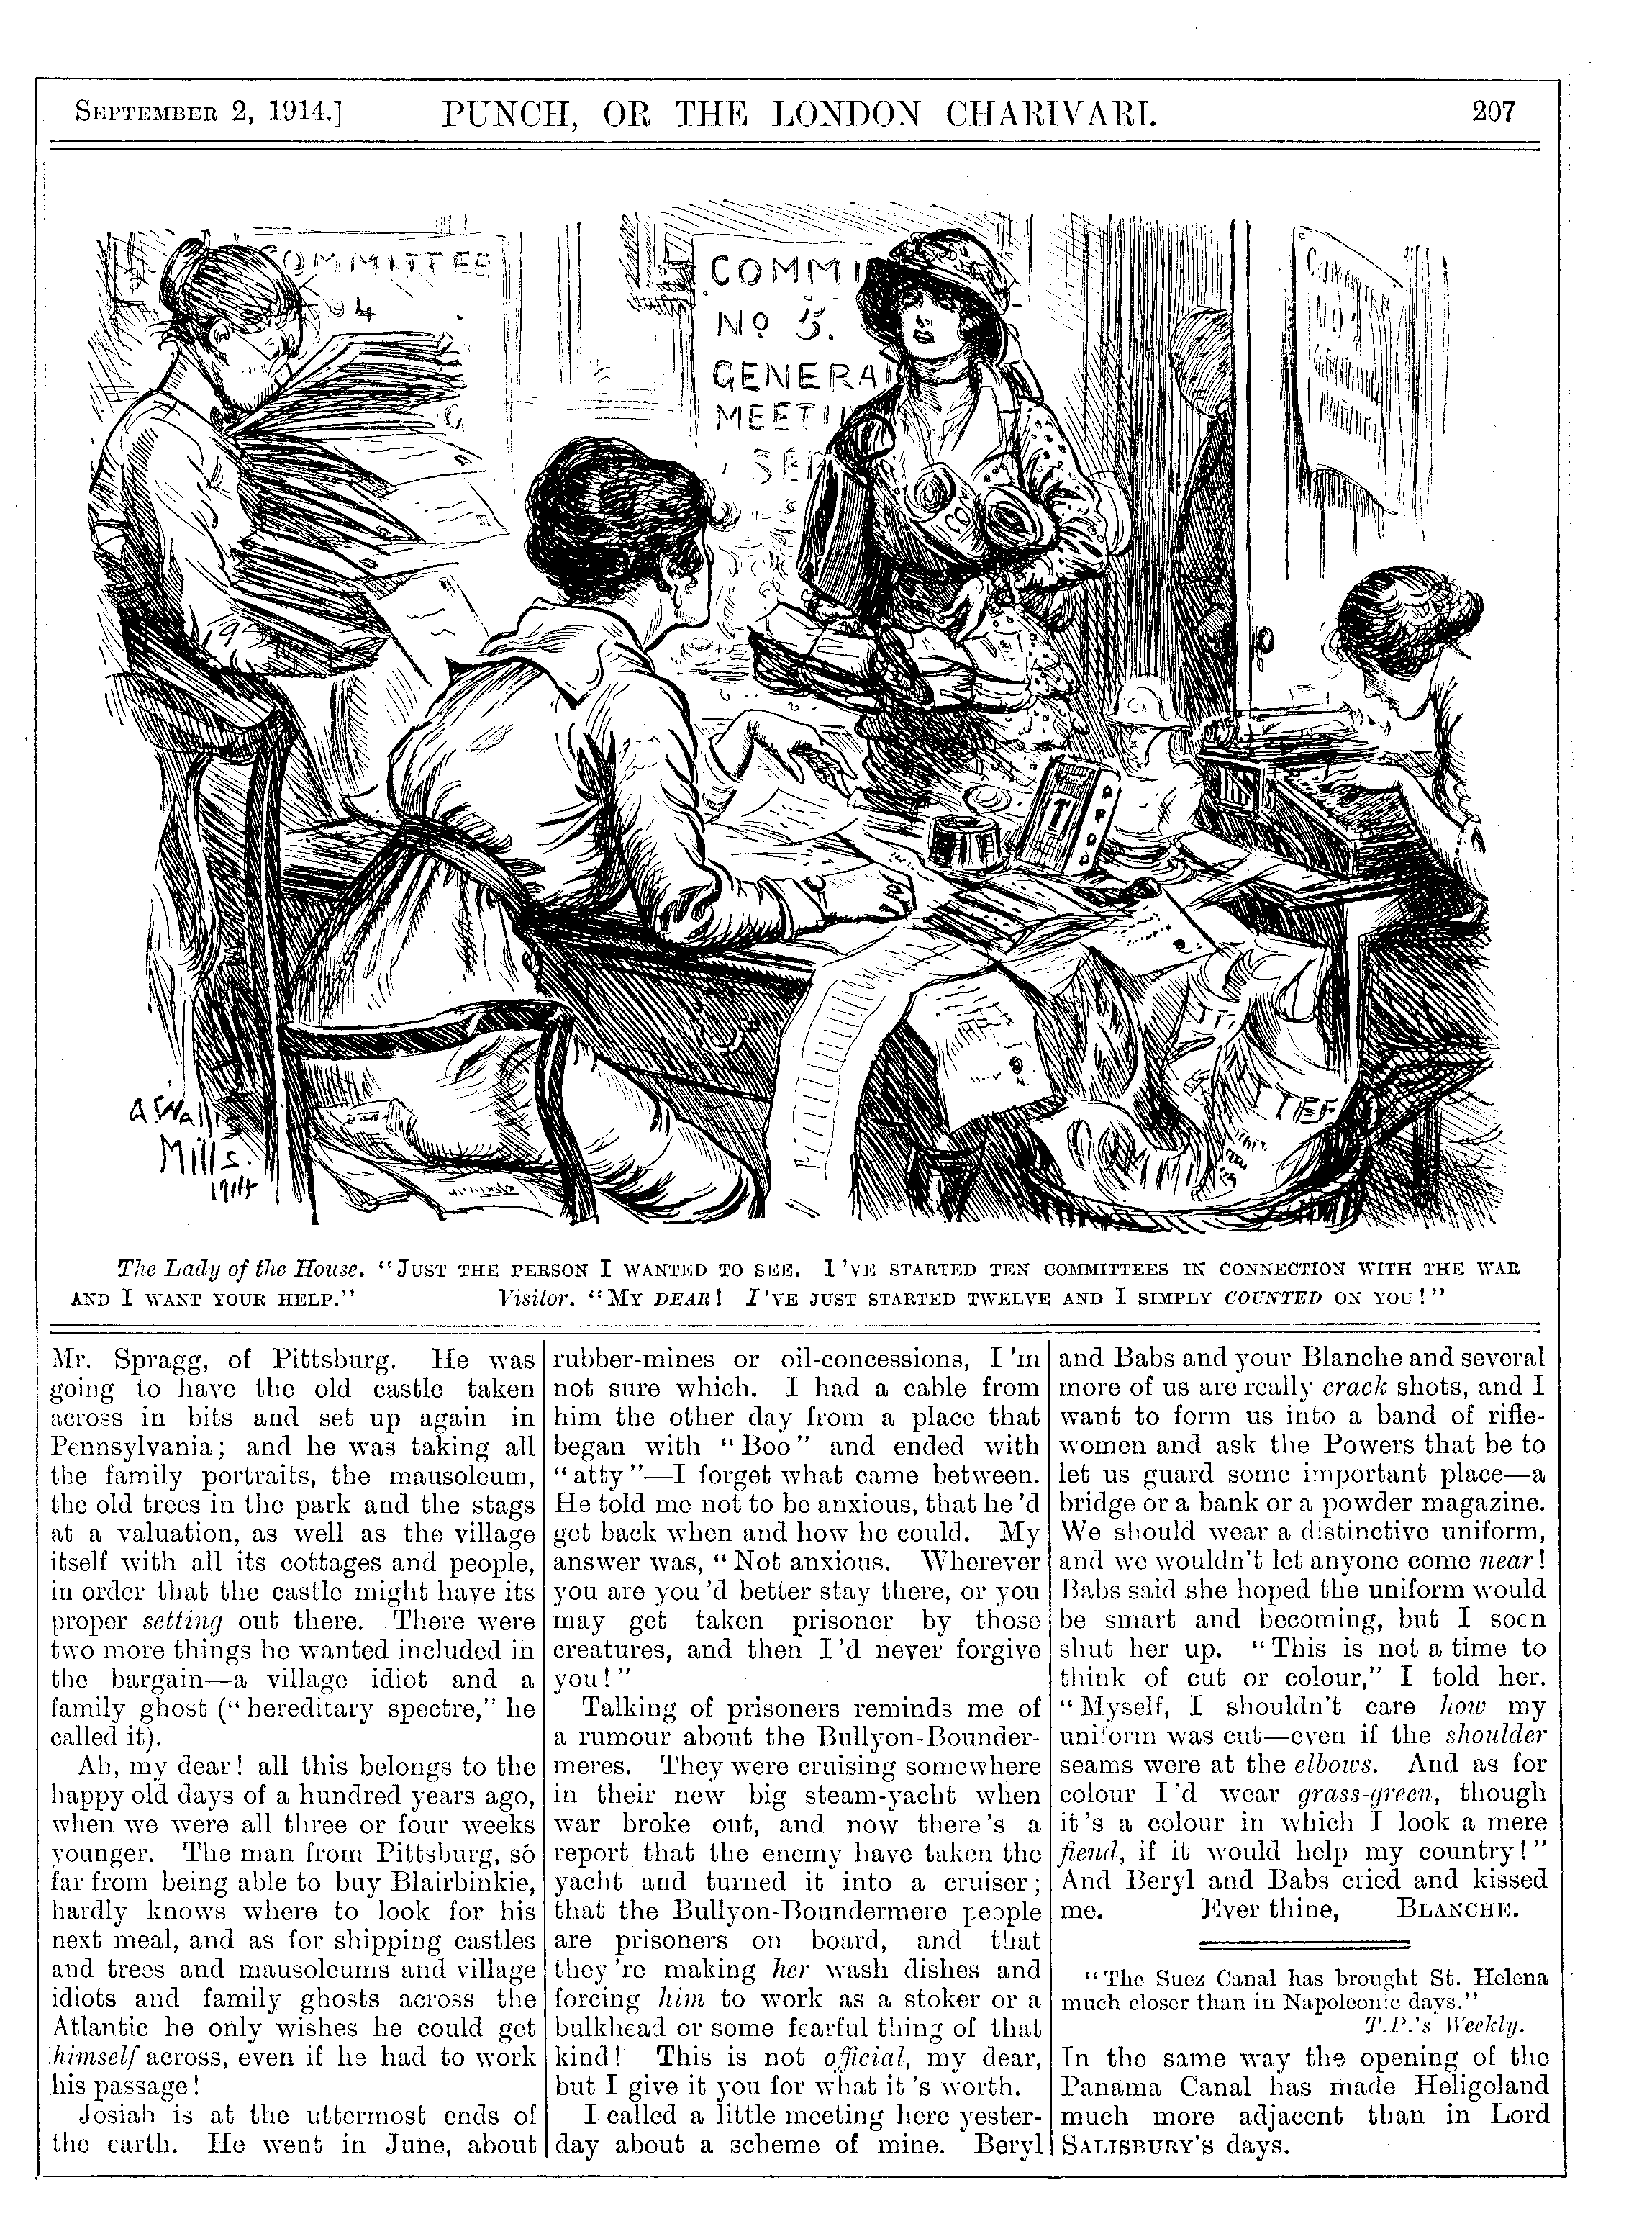 SEPTEMBER 2, 1914.] PUNCH, OR THE LONDON CHARIVARI. 207
COMMITTEE
COMMI
No 5.
GENERAL
MEETI
SEP
A Wallis
Mills.
1914
TEE
The Lady of the House. "JUST THE PERSON I WANTED TO SEE. I'VE STARTED TEN COMMITTEES IN CONNECTION WITH THE WAR
AND I WANT YOUR HELP." Visitor. "MY DEAR! I'VE JUST STARTED TWELVE AND I SIMPLY COUNTED ON YOU!"
Mr. Spragg, of Pittsburg. He was
going to have the old castle taken
across in bits and set up again in
Pennsylvania; and he was taking all
the family portraits, the mausoleum,
the old trees in the park and the stags
at a valuation, as well as the village
itself with all its cottages and people,
in order that the castle might have its
proper setting out there. There were
two more things he wanted included in
the bargain—a village idiot and a
family ghost ("hereditary spectre," he
called it).
Ah, my dear! all this belongs to the
happy old days of a hundred years ago,
when we were all three or four weeks
younger. The man from Pittsburg, so
far from being able to buy Blairbinkie,
hardly knows where to look for his
next meal, and as for shipping castles
and trees and mausoleums and village
idiots and family ghosts across the
Atlantic he only wishes he could get
himself across, even if he had to work
his passage!
Josiah is at the uttermost ends of
the earth. He went in June, about
rubber-mines or oil-concessions, I'm
not sure which. I had a cable from
him the other day from a place that
began with "Boo" and ended with
"atty"—I forget what came between.
He told me not to be anxious, that he'd
get back when and how he could. My
answer was, "Not anxious. Wherever
you are you'd better stay there, or you
may get taken prisoner by those
creatures, and then I'd never forgive
you!"
Talking of prisoners reminds me of
a rumour about the Bullyon-Bounder-
meres. They were cruising somewhere
in their new big steam-yacht when
war broke out, and now there's a
report that the enemy have taken the
yacht and turned it into a cruiser;
that the Bullyon-Boundermere people
are prisoners on board, and that
they're making her wash dishes and
forcing him to work as a stoker or a
bulkhead or some fearful thing of that
kind! This is not official, my dear,
but I give it you for what it's worth.
I called a little meeting here yester-
day about a scheme of mine. Beryl
and Babs and your Blanche and several
more of us are really crack shots, and I
want to form us into a band of rifle-
women and ask the Powers that be to
let us guard some important place—a
bridge or a bank or a powder magazine.
We should wear a distinctive uniform,
and we wouldn't let anyone come near!
Babs said she hoped the uniform would
be smart and becoming, but I soon
shut her up. "This is not a time to
think of cut or colour," I told her.
"Myself, I shouldn't care how my
uniform was cut—even if the shoulder
seams were at the elbows. And as for
colour I'd wear grass-green, though
it's a colour in which I look a mere
fiend, if it would help my country!"
And Beryl and Babs cried and kissed
me. Ever thine, BLANCHE.
"The Suez Canal has brought St. Helena
much closer than in Napoleonic days."
T.P.'s Weekly.
In the same way the opening of the
Panama Canal has made Heligoland
much more adjacent than in Lord
SALISBURY'S days.